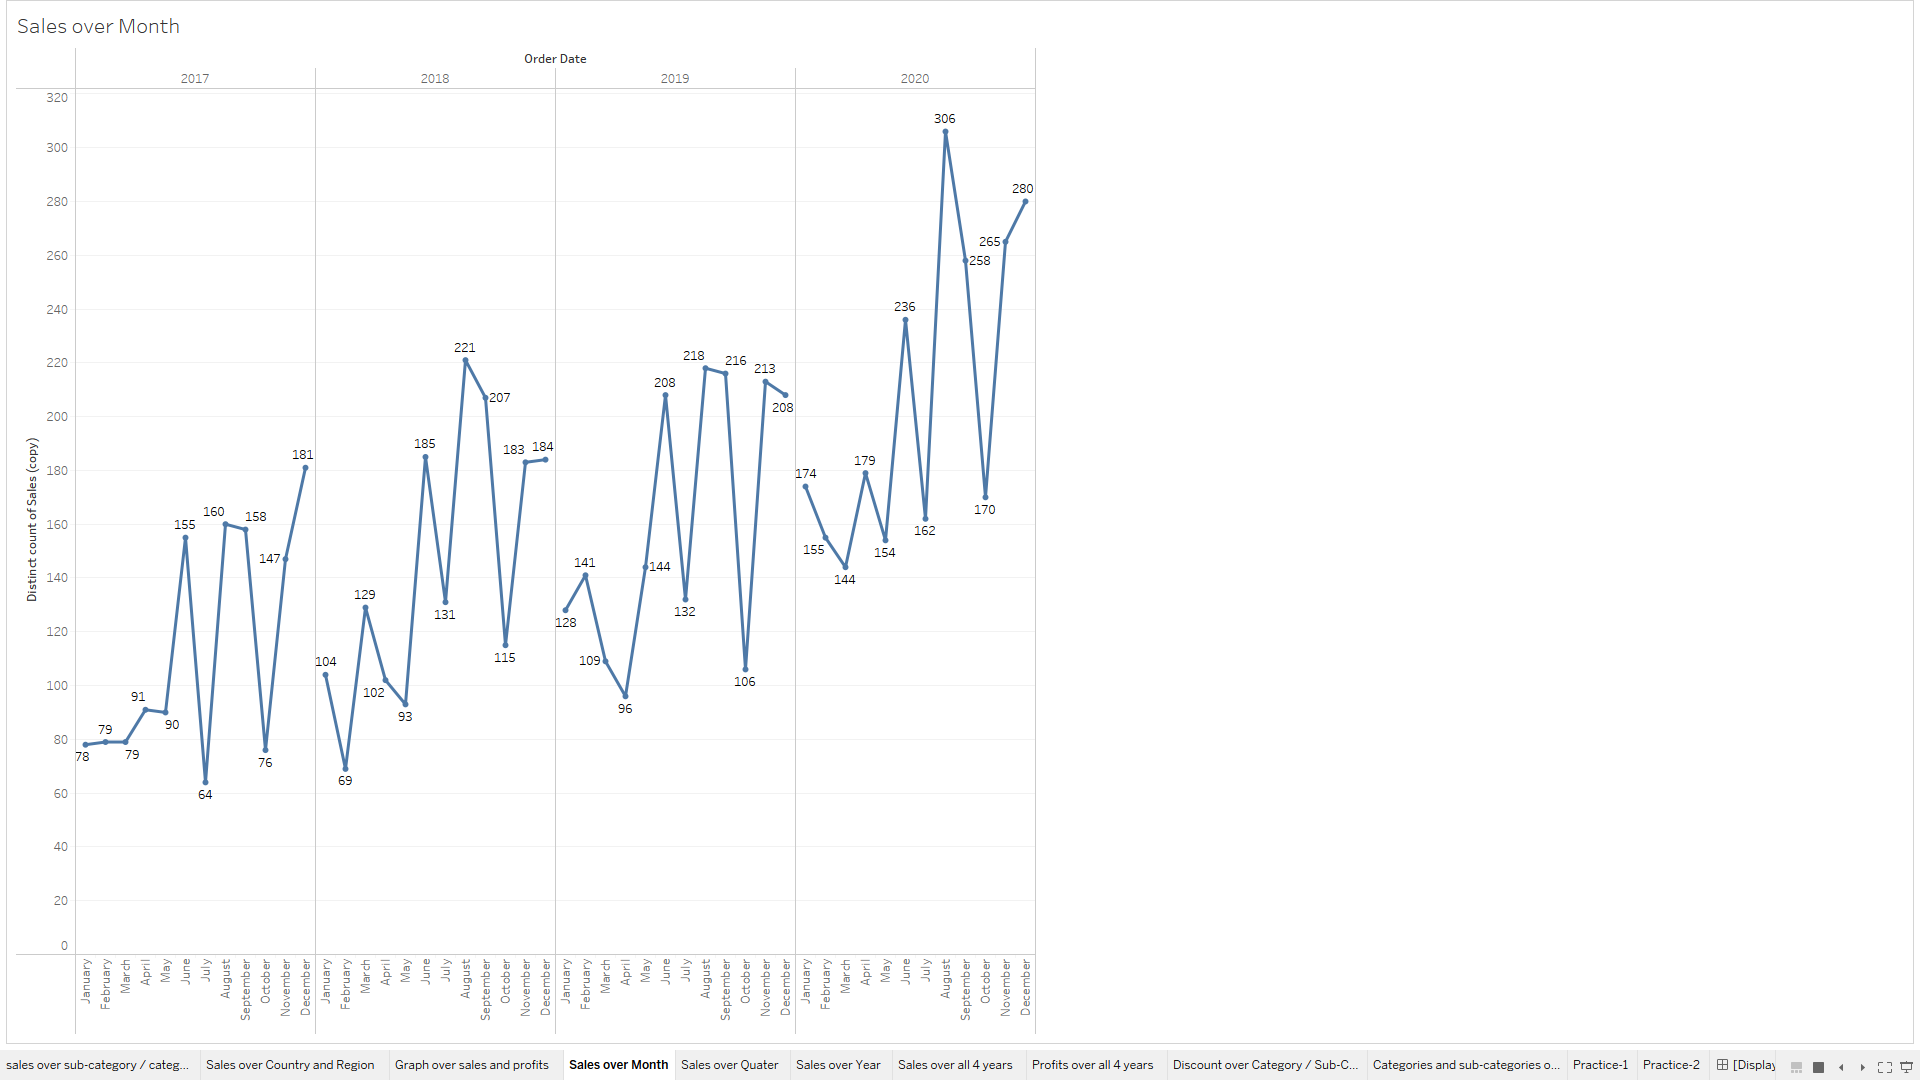 Sales over Month
Order Date
2017 2018 2019 2020
Distinct count of Sales (copy)
320
300
280
260
240
220
200
180
160
140
120
100
80
60
40
20
0
78 79 79 91 90 155 64 160 158 76 147 181
104 69 129 102 93 185 131 221 207 115 183 184
128 141 109 96 144 208 132 218 216 106 213 208
174 155 144 179 154 236 162 306 258 170 265 280
January February March April May June July August September October November December
January February March April May June July August September October November December
January February March April May June July August September October November December
January February March April May June July August September October November December
sales over sub-category / categ... Sales over Country and Region Graph over sales and profits Sales over Month Sales over Quater Sales over Year Sales over all 4 years Profits over all 4 years Discount over Category / Sub-C... Categories and sub-categories o... Practice-1 Practice-2 [Display